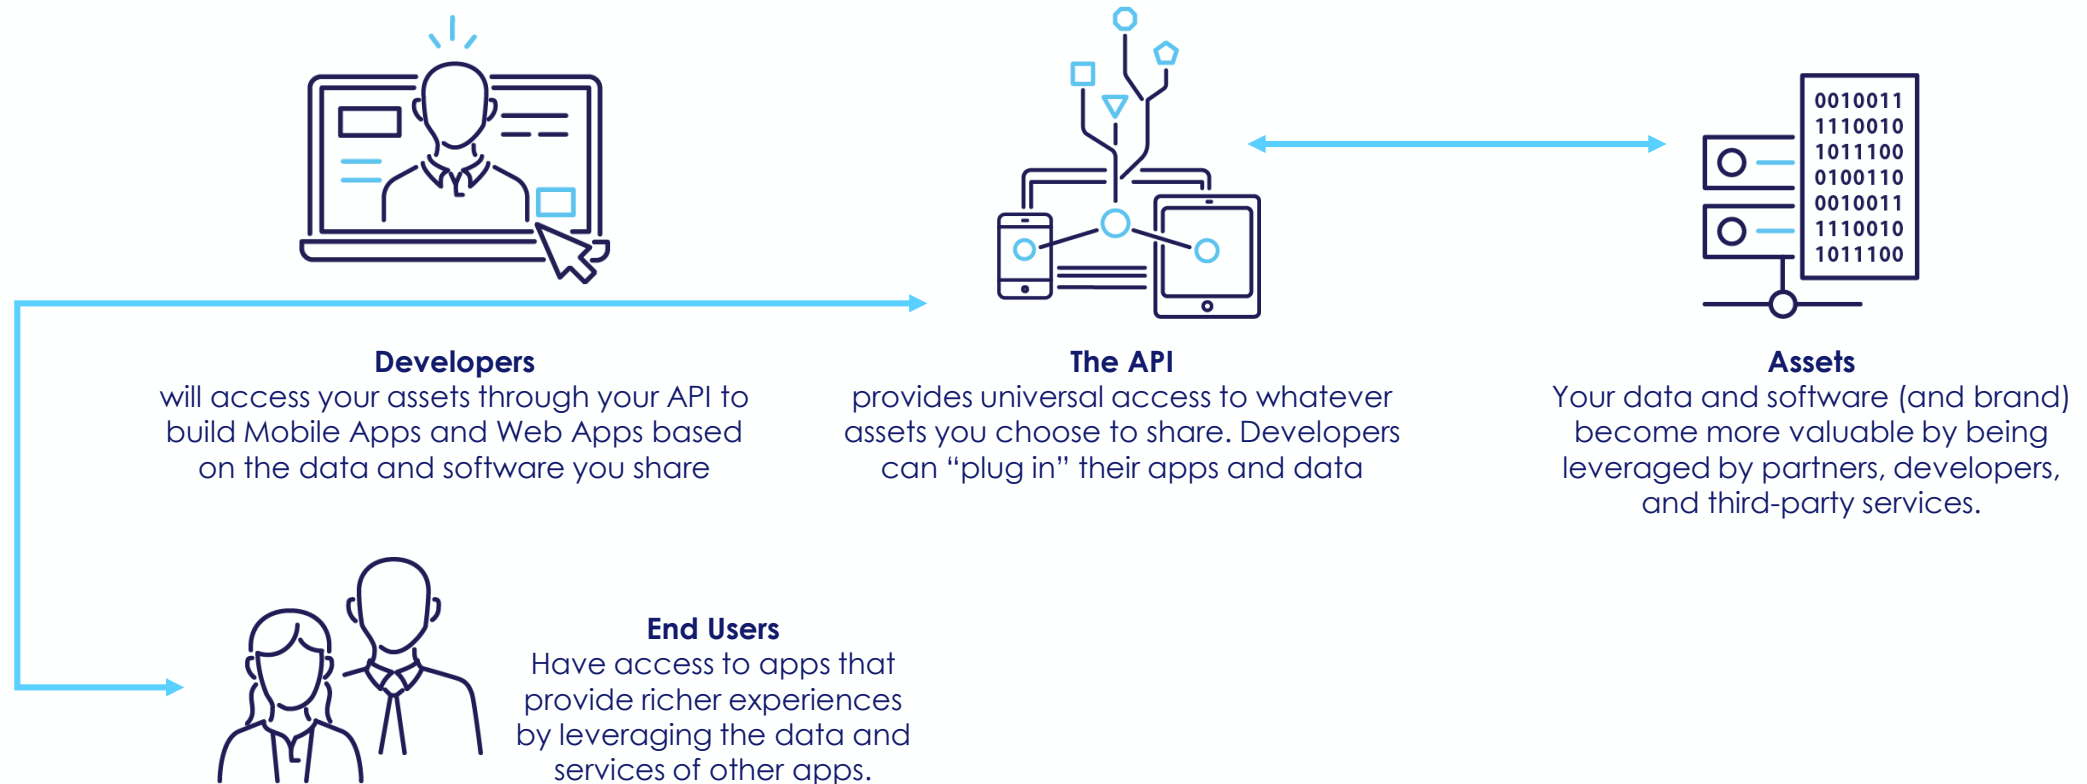 0010011
1110010
1011100
0100110
0010011
1110010
1011100
Developers
will access your assets through your API to
build Mobile Apps and Web Apps based
on the data and software you share
The API
provides universal access to whatever
assets you choose to share. Developers
can “plug in” their apps and data
Assets
Your data and software (and brand)
become more valuable by being
leveraged by partners, developers,
and third-party services.
End Users
Have access to apps that
provide richer experiences
by leveraging the data and
services of other apps.